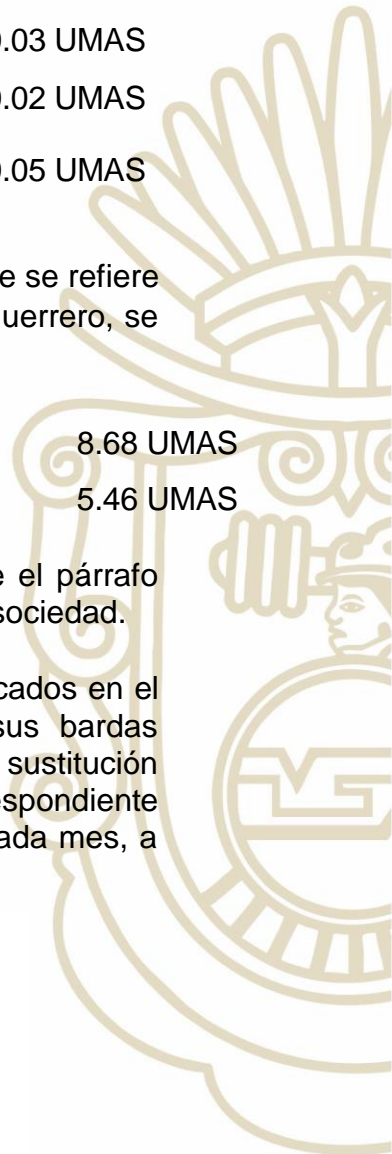 .03 UMAS
.02 UMAS
.05 UMAS
e se refiere
uerrero, se
8.68 UMAS
5.46 UMAS
e el párrafo
sociedad.
cados en el
sus bardas
sustitución
spondiente
ada mes, a